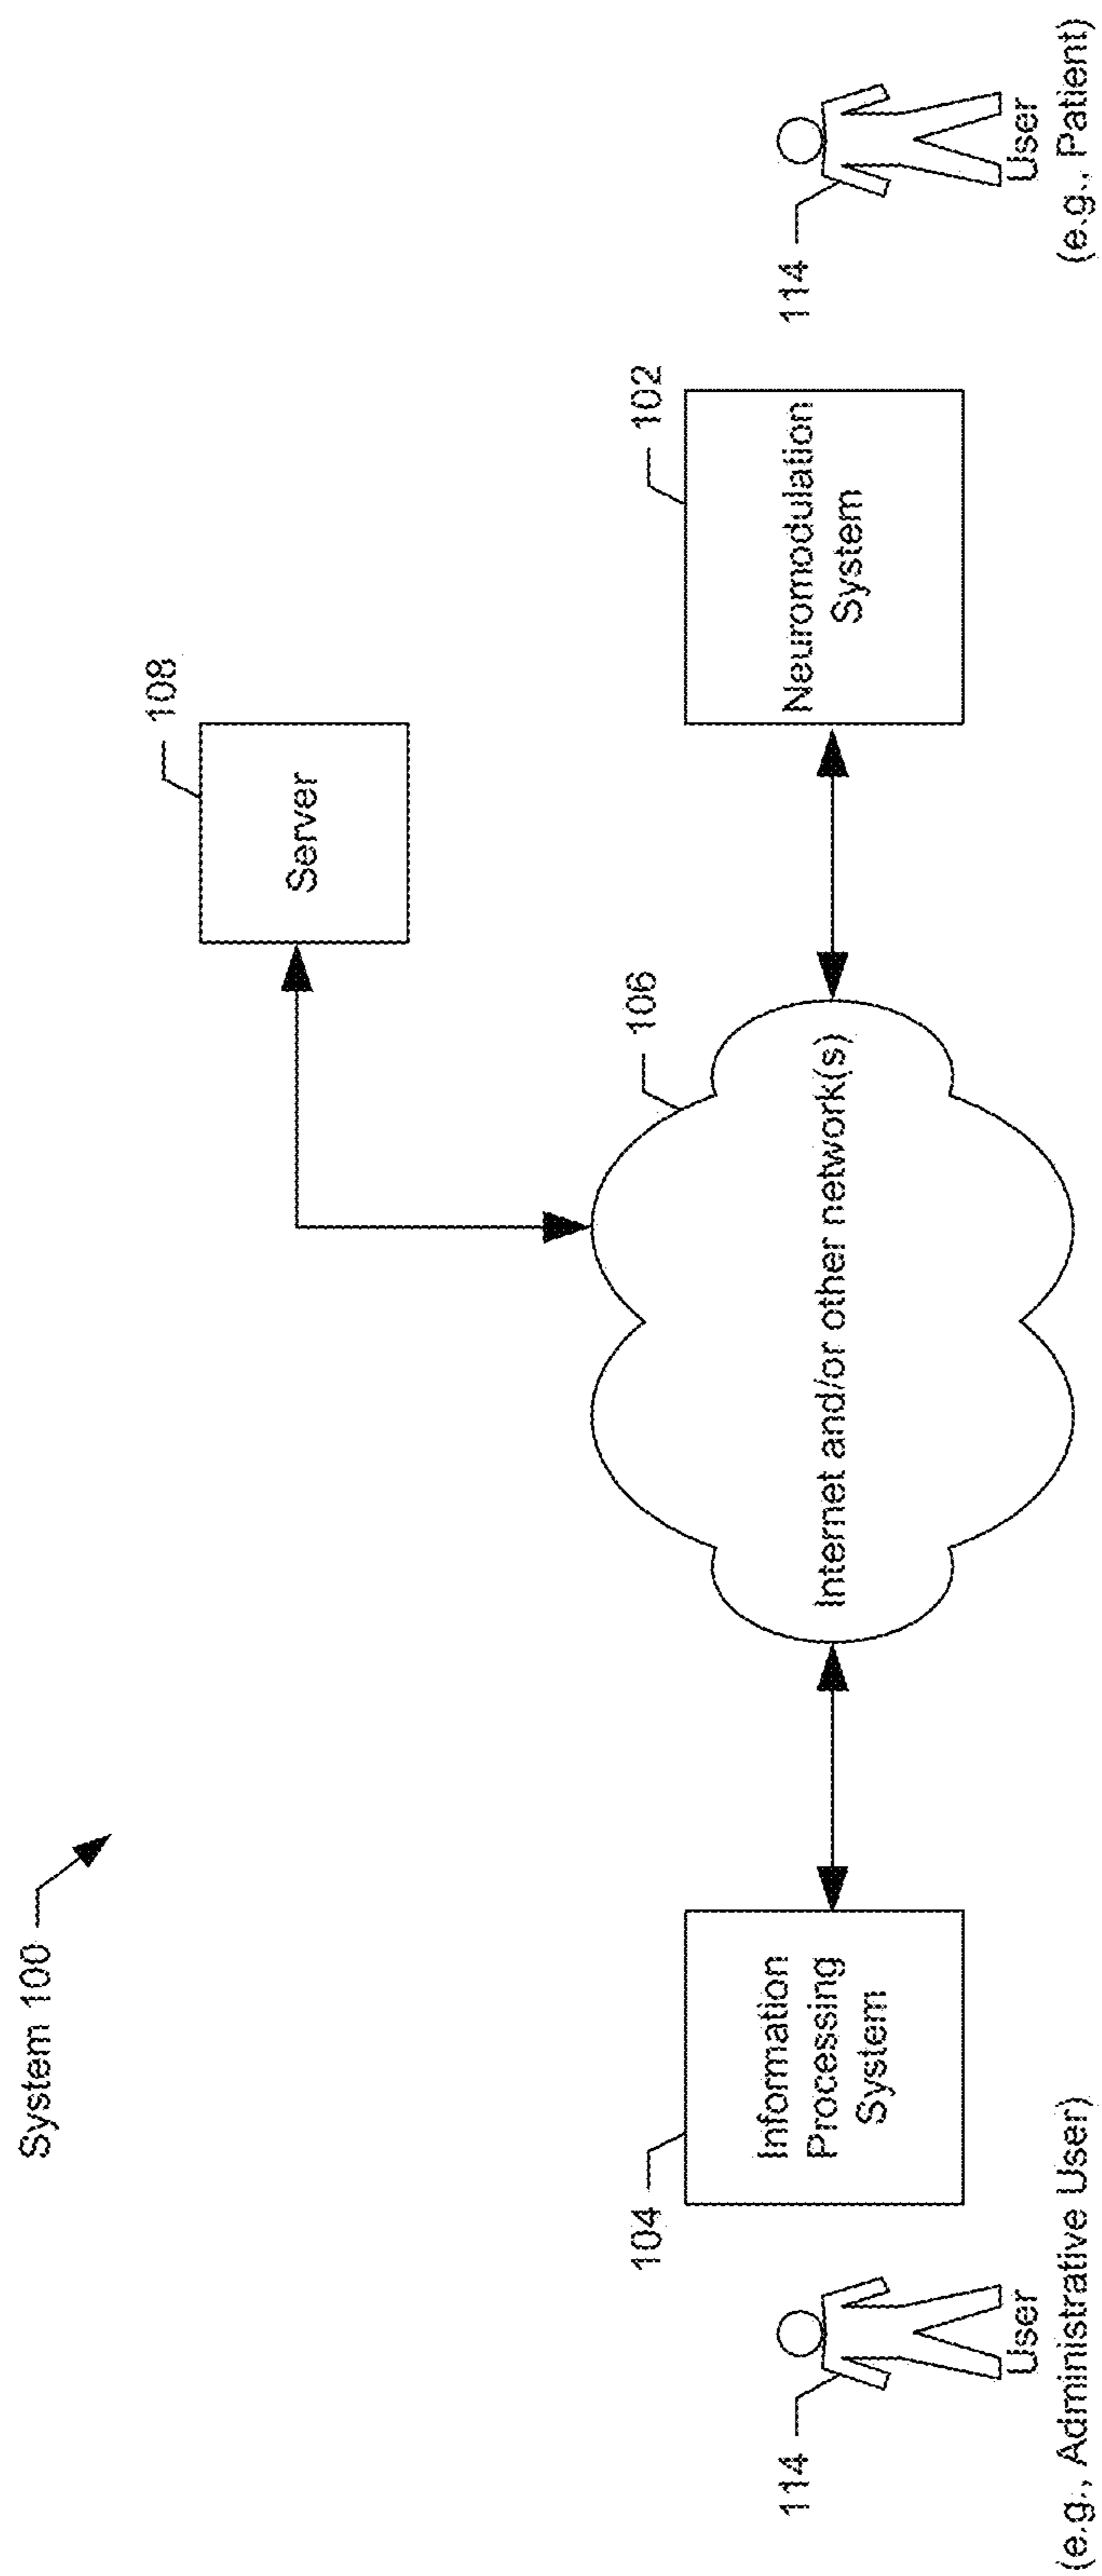 System 100
108
Server
106
102
Internet and/or other network(s)
104
Information
Processing
System
Neuromodulation
System
114
User
(e.g., Administrative User)
114
User
(e.g., Patient)